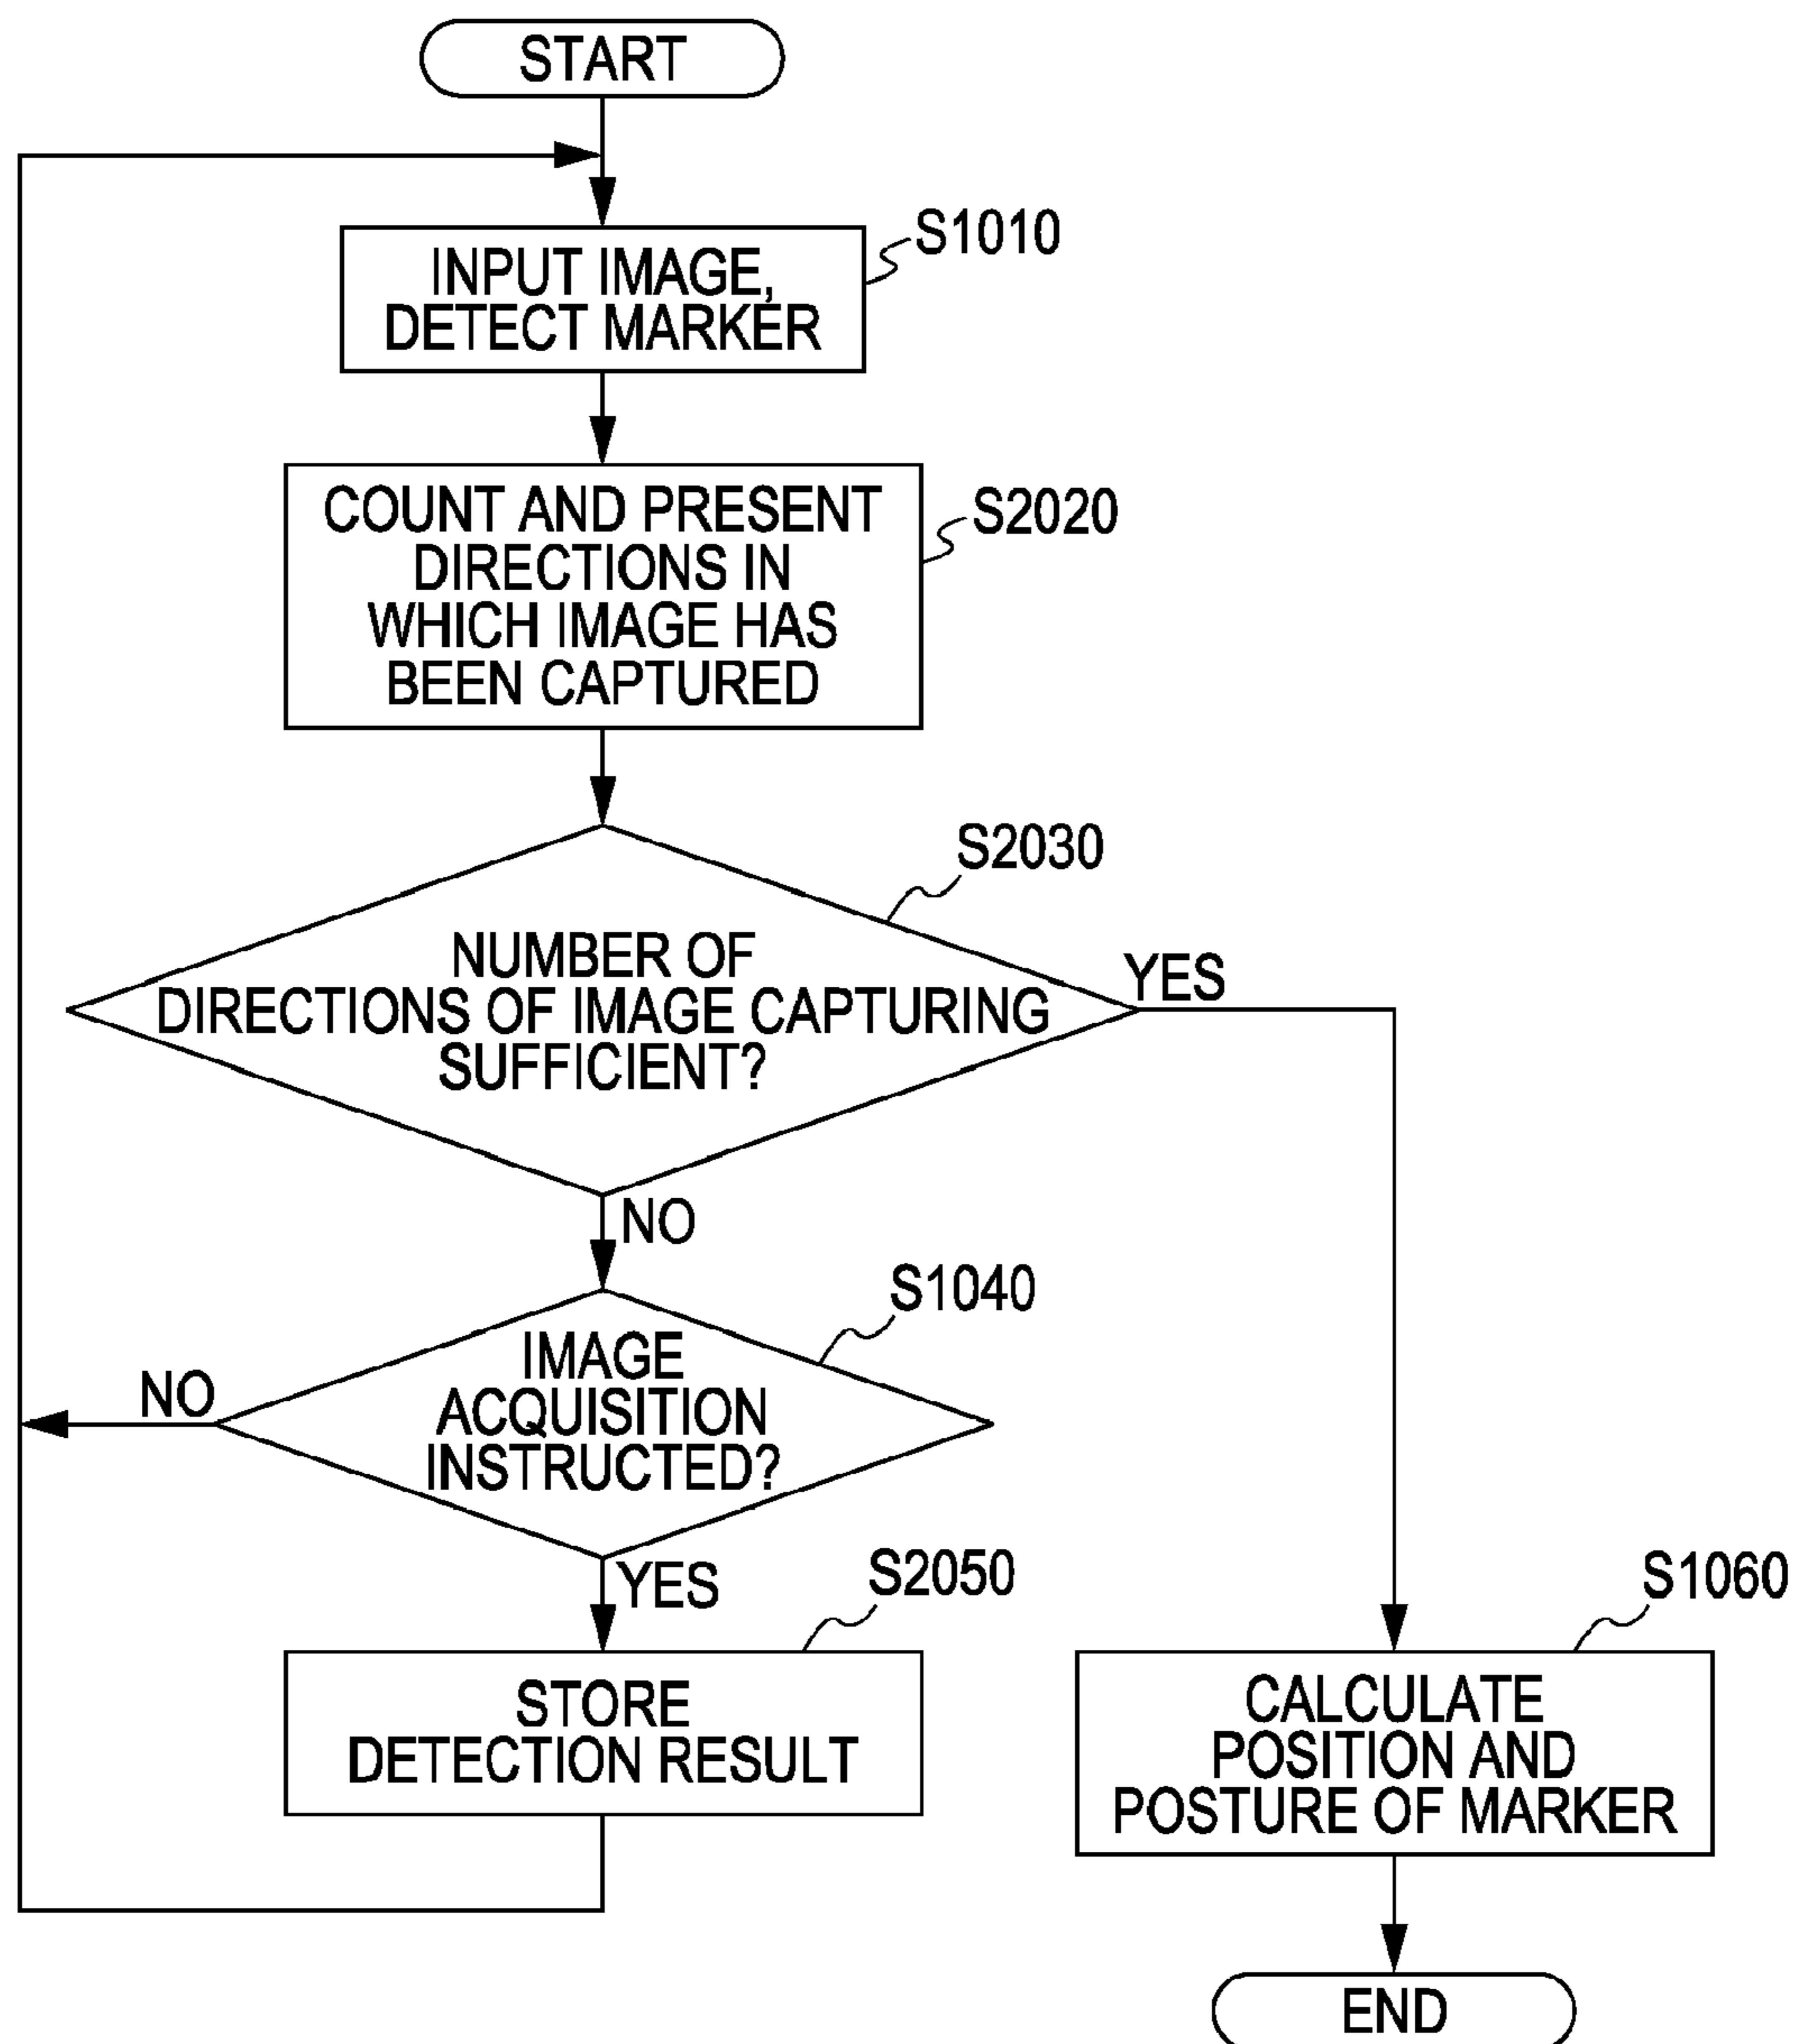 START
S1010
INPUT IMAGE,
DETECT MARKER
S2020
COUNT AND PRESENT
DIRECTIONS IN
WHICH IMAGE HAS
BEEN CAPTURED
S2030
NUMBER OF
DIRECTIONS OF IMAGE CAPTURING
SUFFICIENT?
YES
NO
S1040
IMAGE
ACQUISITION
INSTRUCTED?
NO
YES
S2050
STORE
DETECTION RESULT
S1060
CALCULATE
POSITION AND
POSTURE OF MARKER
END